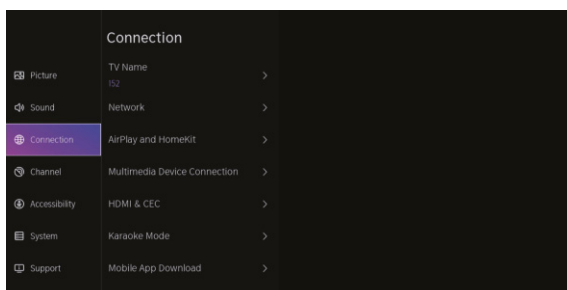 Connection
Picture
Sound
Connection
Channel
Accessibility
System
Support
TV Name
152
Network
AirPlay and HomeKit
Multimedia Device Connection
HDMI & CEC
Karaoke Mode
Mobile App Download